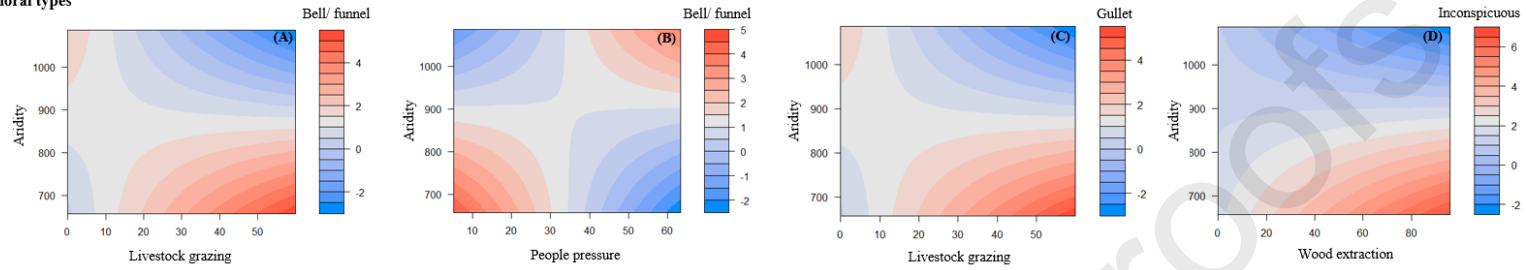 oral types
Bell/ funnel
(A)
4
2
0
-2
1000
900
800
700
Aridity
0 10 20 30 40 50
Livestock grazing
Bell/ funnel
(B)
5
4
3
2
1
0
-1
-2
1000
900
800
700
Aridity
10 20 30 40 50 60
People pressure
Gullet
(C)
4
2
0
-2
1000
900
800
700
Aridity
0 10 20 30 40 50
Livestock grazing
Inconspicuous
(D)
6
4
2
0
-2
1000
900
800
700
Aridity
0 20 40 60 80
Wood extraction
roofs